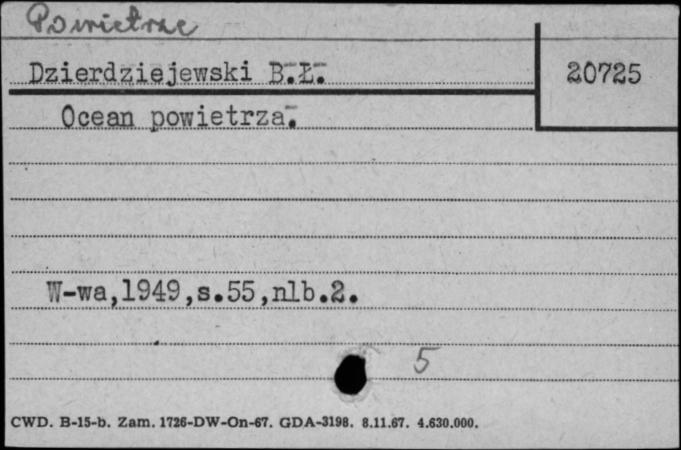 Powietrze
Dzierdziejewski B.Ł.
20725
Ocean powietrza.
W-wa,1949,s.55,nlb.2.
5
CWD. B-15-b. Zam. 1726-DW-On-67. GDA-3198. 8.11.67. 4.630.000.